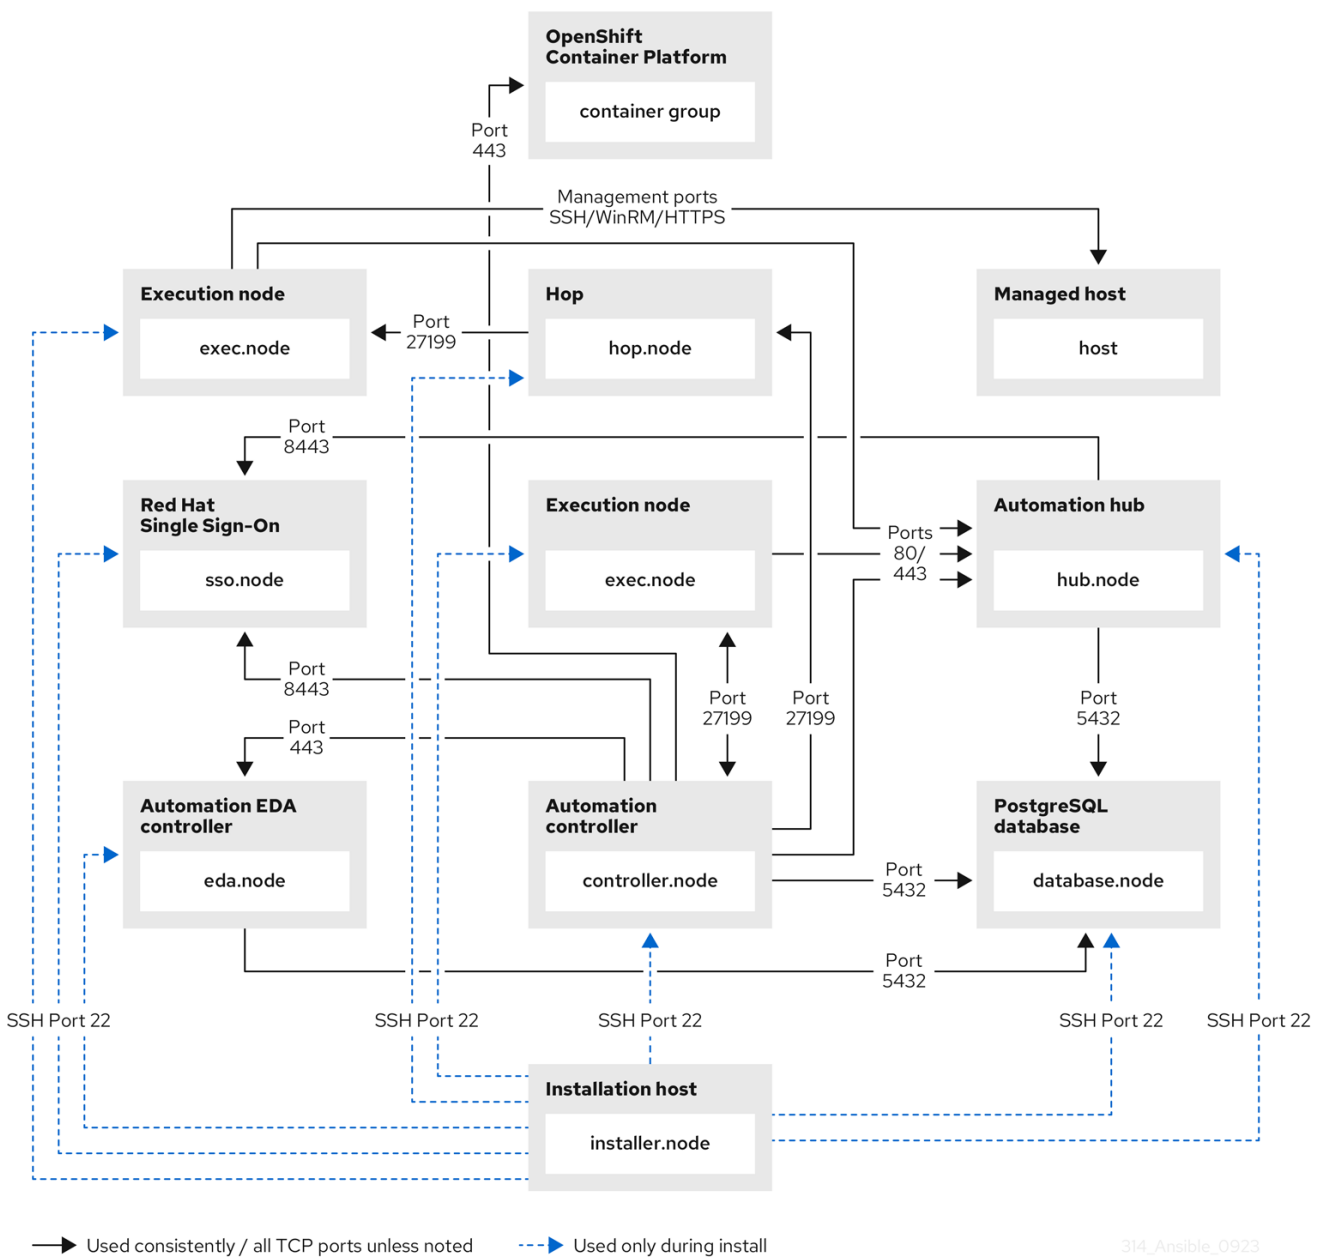 OpenShift
Container Platform
container group
Port
443
Management ports
SSH/WinRM/HTTPS
Execution node
exec.node
Port
27199
Hop
hop.node
Managed host
host
Port
8443
Red Hat
Single Sign-On
sso.node
Execution node
exec.node
Ports
80/
443
Automation hub
hub.node
Port
8443
Port
27199
Port
27199
Port
5432
Port
443
Automation EDA
controller
eda.node
Automation
controller
controller.node
Port
5432
PostgreSQL
database
database.node
Port
5432
SSH Port 22
SSH Port 22
SSH Port 22
SSH Port 22
SSH Port 22
Installation host
installer.node
Used consistently / all TCP ports unless noted
Used only during install
314_Ansible_0923